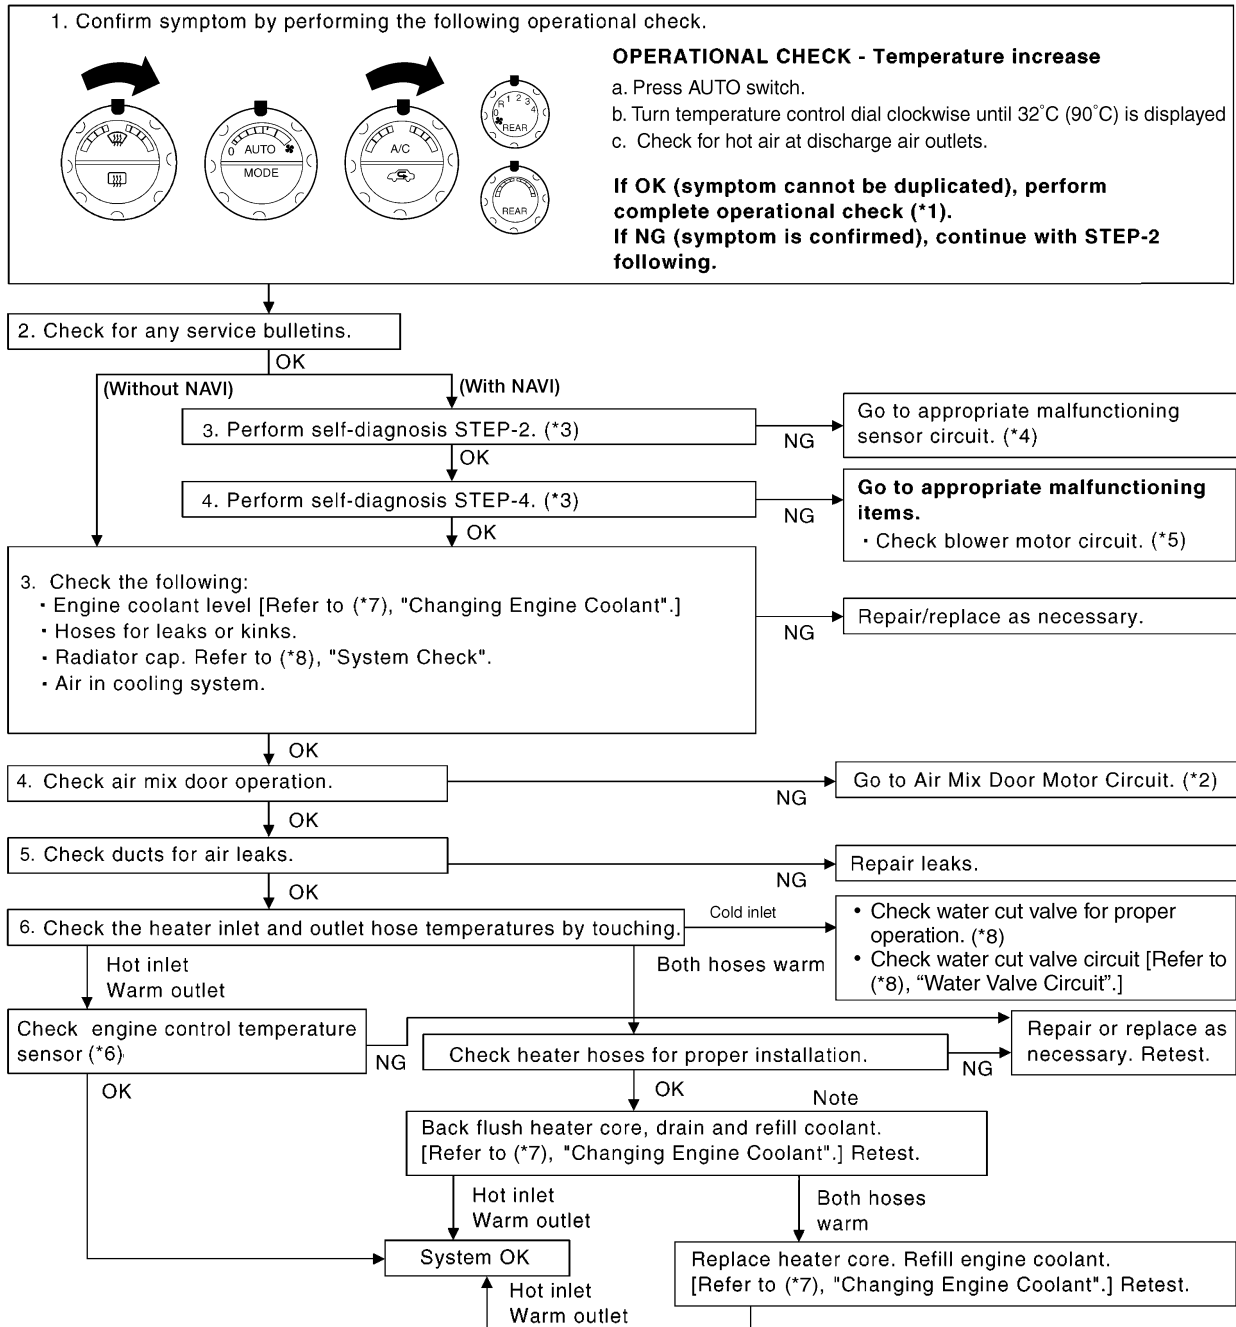 1. Confirm symptom by performing the following operational check.
OPERATIONAL CHECK - Temperature increase
a. Press AUTO switch.
b. Turn temperature control dial clockwise until 32°C (90°C) is displayed
c. Check for hot air at discharge air outlets.
If OK (symptom cannot be duplicated), perform
complete operational check (*1).
If NG (symptom is confirmed), continue with STEP-2
following.
0 AUTO
MODE
A/C
0 R 1 2 3 4
REAR
REAR
2. Check for any service bulletins.
OK
(Without NAVI)
(With NAVI)
3. Perform self-diagnosis STEP-2. (*3)
NG
Go to appropriate malfunctioning
sensor circuit. (*4)
OK
4. Perform self-diagnosis STEP-4. (*3)
NG
Go to appropriate malfunctioning
items.
· Check blower motor circuit. (*5)
OK
3. Check the following:
· Engine coolant level [Refer to (*7), "Changing Engine Coolant".]
· Hoses for leaks or kinks.
· Radiator cap. Refer to (*8), "System Check".
· Air in cooling system.
NG
Repair/replace as necessary.
OK
4. Check air mix door operation.
NG
Go to Air Mix Door Motor Circuit. (*2)
OK
5. Check ducts for air leaks.
NG
Repair leaks.
OK
6. Check the heater inlet and outlet hose temperatures by touching.
Cold inlet
• Check water cut valve for proper
operation. (*8)
• Check water cut valve circuit [Refer to
(*8), “Water Valve Circuit”.]
Hot inlet
Warm outlet
Both hoses warm
Check engine control temperature
sensor (*6)
NG
Check heater hoses for proper installation.
NG
Repair or replace as
necessary. Retest.
OK
OK
Note
Back flush heater core, drain and refill coolant.
[Refer to (*7), "Changing Engine Coolant".] Retest.
Hot inlet
Warm outlet
Both hoses
warm
System OK
Replace heater core. Refill engine coolant.
[Refer to (*7), "Changing Engine Coolant".] Retest.
Hot inlet
Warm outlet